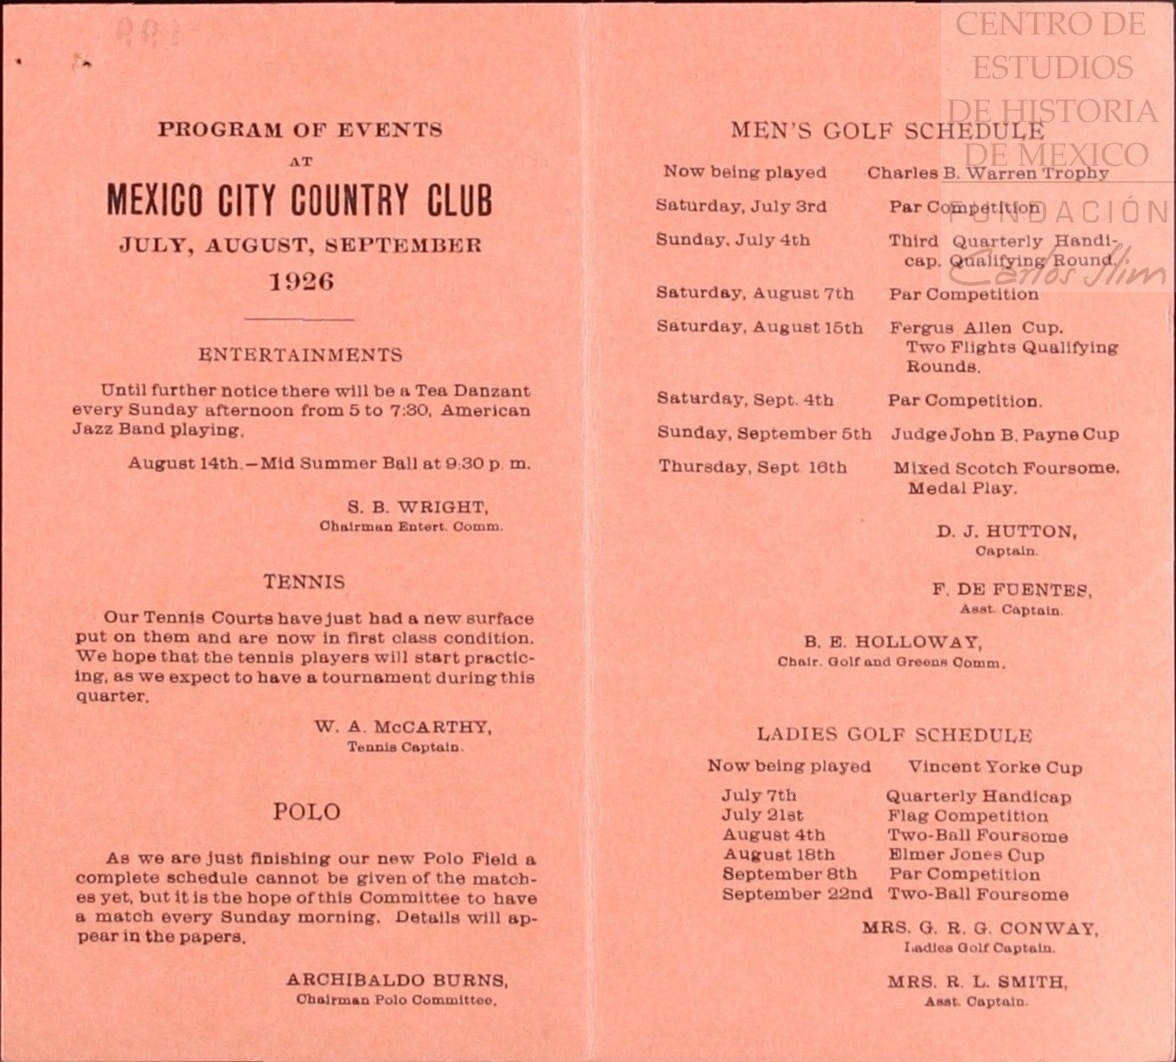 PROGRAM OF EVENTS
AT
MEXICO CITY COUNTRY CLUB
JULY, AUGUST, SEPTEMBER
1926
ENTERTAINMENTS
Until further notice there will be a Tea Danzant
every Sunday afternoon from 5 to 7:30, American
Jazz Band playing.
August 14th.—Mid Summer Ball at 9:30 p. m.
S. B. WRIGHT,
Chairman Entert. Comm.
TENNIS
Our Tennis Courts have just had a new surface
put on them and are now in first class condition.
We hope that the tennis players will start practic-
ing, as we expect to have a tournament during this
quarter.
W. A. McCARTHY,
Tennis Captain.
POLO
As we are just finishing our new Polo Field a
complete schedule cannot be given of the match-
es yet, but it is the hope of this Committee to have
a match every Sunday morning. Details will ap-
pear in the papers.
ARCHIBALDO BURNS,
Chairman Polo Committee.
MEN'S GOLF SCHEDULE
Now being played Charles B. Warren Trophy
Saturday, July 3rd Par Competition
Sunday, July 4th Third Quarterly Handi-
cap. Qualifying Round.
Saturday, August 7th Par Competition
Saturday, August 15th Fergus Allen Cup.
Two Flights Qualifying
Rounds.
Saturday, Sept. 4th Par Competition.
Sunday, September 5th Judge John B. Payne Cup
Thursday, Sept. 16th Mixed Scotch Foursome.
Medal Play.
D. J. HUTTON,
Captain.
F. DE FUENTES,
Asst. Captain.
B. E. HOLLOWAY,
Chair. Golf and Greens Comm.
LADIES GOLF SCHEDULE
Now being played Vincent Yorke Cup
July 7th Quarterly Handicap
July 21st Flag Competition
August 4th Two-Ball Foursome
August 18th Elmer Jones Cup
September 8th Par Competition
September 22nd Two-Ball Foursome
MRS. G. R. G. CONWAY,
Ladies Golf Captain.
MRS. R. L. SMITH,
Asst. Captain.
CENTRO DE
ESTUDIOS
DE HISTORIA
DE MEXICO
FUNDACIÓN
Carlos Slim